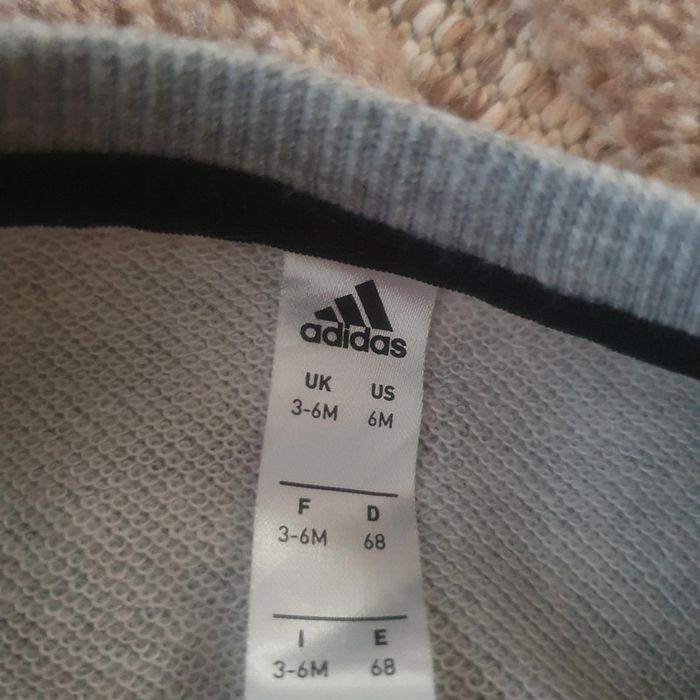 adidas
UK US
3-6M 6M
F D
3-6M 68
I E
3-6M 68